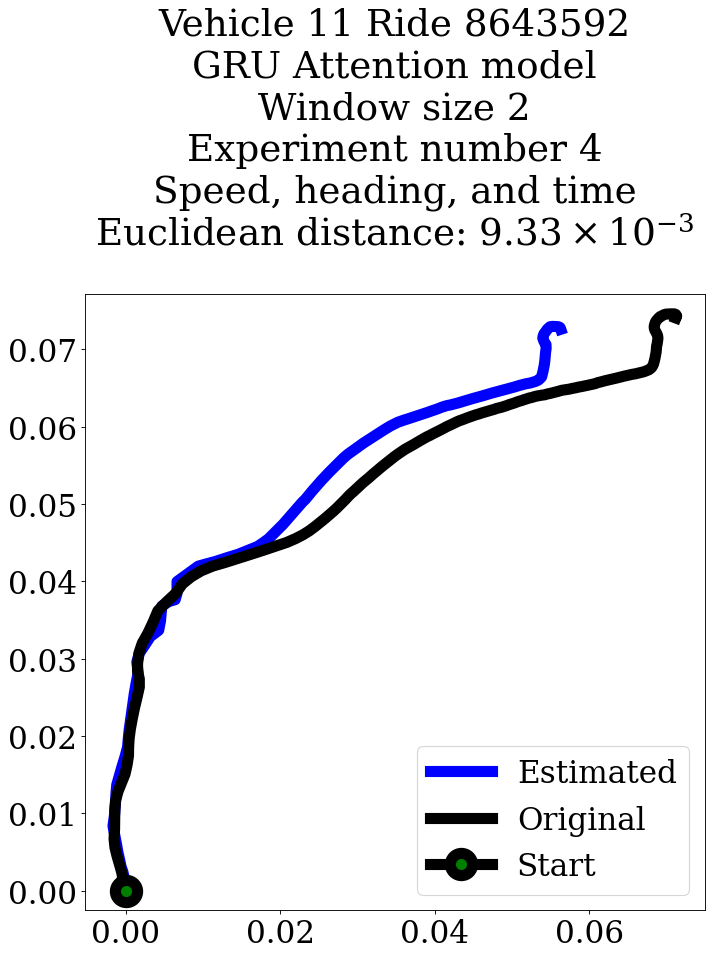 Vehicle 11 Ride 8643592
GRU Attention model
Window size 2
Experiment number 4
Speed, heading, and time
Euclidean distance: 9.33 × 10⁻³
0.07
0.06
0.05
0.04
0.03
0.02
0.01
0.00
Estimated
Original
Start
0.00 0.02 0.04 0.06